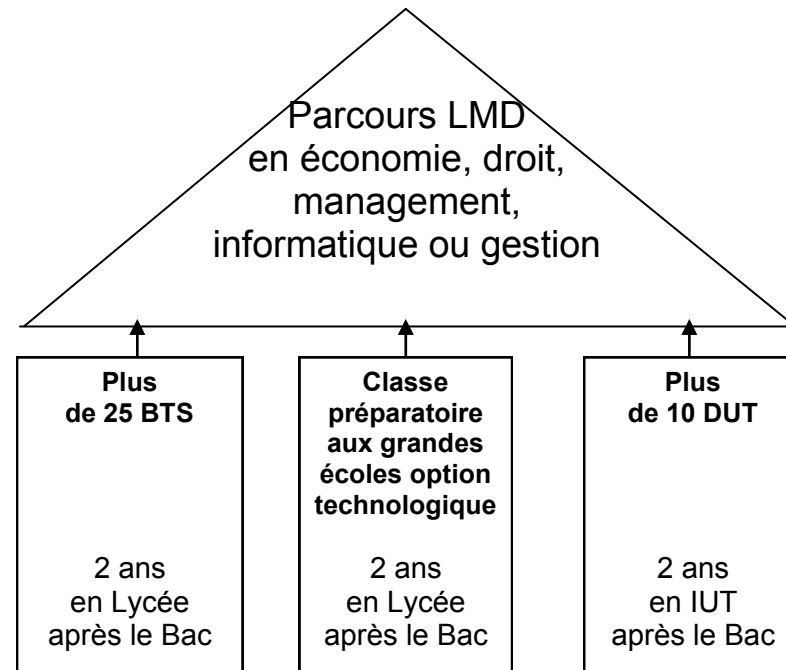 Parcours LMD
en économie, droit,
management,
informatique ou gestion
Plus
de 25 BTS
2 ans
en Lycée
après le Bac
Classe
préparatoire
aux grandes
écoles option
technologique
2 ans
en Lycée
après le Bac
Plus
de 10 DUT
2 ans
en IUT
après le Bac